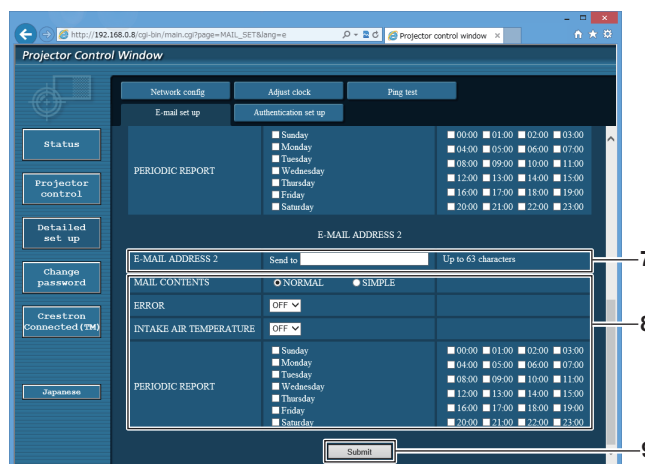 http://192.168.0.8/cgi-bin/main.cgi?page=MAIL_SET&lang=e
Projector control window
Projector Control Window
Network config Adjust clock Ping test
E-mail set up Authentication set up
Status
Projector control
Detailed set up
Change password
Crestron Connected(TM)
Japanese
PERIODIC REPORT
Sunday
Monday
Tuesday
Wednesday
Thursday
Friday
Saturday
00:00 01:00 02:00 03:00
04:00 05:00 06:00 07:00
08:00 09:00 10:00 11:00
12:00 13:00 14:00 15:00
16:00 17:00 18:00 19:00
20:00 21:00 22:00 23:00
E-MAIL ADDRESS 2
E-MAIL ADDRESS 2 Send to Up to 63 characters
7
MAIL CONTENTS NORMAL SIMPLE
ERROR OFF
INTAKE AIR TEMPERATURE OFF
8
PERIODIC REPORT
Sunday
Monday
Tuesday
Wednesday
Thursday
Friday
Saturday
00:00 01:00 02:00 03:00
04:00 05:00 06:00 07:00
08:00 09:00 10:00 11:00
12:00 13:00 14:00 15:00
16:00 17:00 18:00 19:00
20:00 21:00 22:00 23:00
Submit
9